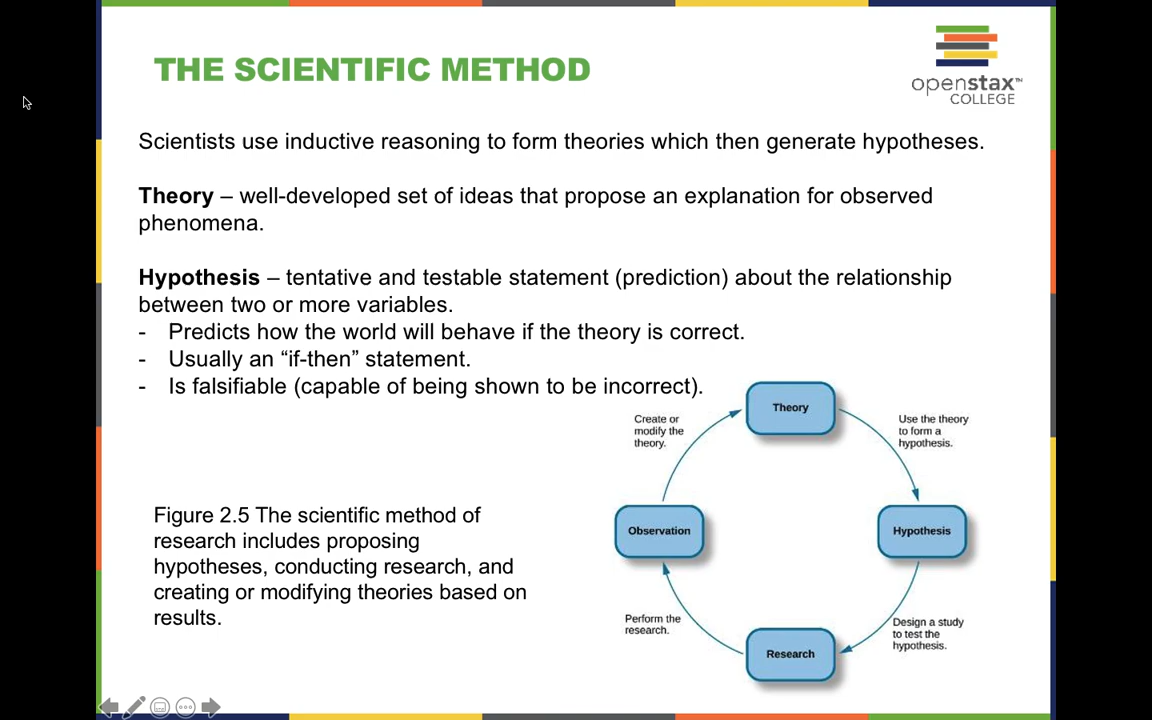 THE SCIENTIFIC METHOD
openstax™
COLLEGE
Scientists use inductive reasoning to form theories which then generate hypotheses.
Theory – well-developed set of ideas that propose an explanation for observed
phenomena.
Hypothesis – tentative and testable statement (prediction) about the relationship
between two or more variables.
- Predicts how the world will behave if the theory is correct.
- Usually an “if-then” statement.
- Is falsifiable (capable of being shown to be incorrect).
Figure 2.5 The scientific method of
research includes proposing
hypotheses, conducting research, and
creating or modifying theories based on
results.
Theory
Use the theory
to form a
hypothesis.
Hypothesis
Design a study
to test the
hypothesis.
Research
Perform the
research.
Observation
Create or
modify the
theory.